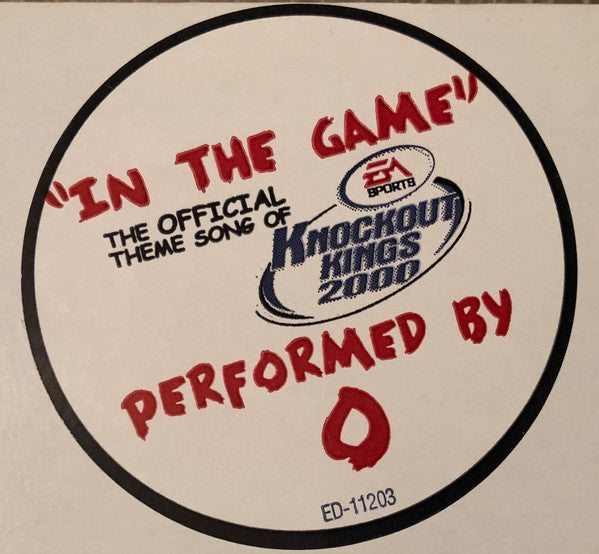 "IN THE GAME"
THE OFFICIAL
THEME SONG OF
EA
SPORTS
KNOCKOUT
KINGS
2000
PERFORMED BY
O
ED-11203